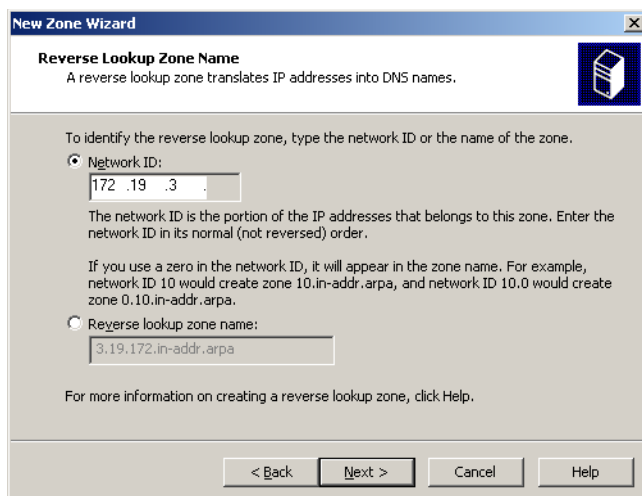 New Zone Wizard
Reverse Lookup Zone Name
A reverse lookup zone translates IP addresses into DNS names.
To identify the reverse lookup zone, type the network ID or the name of the zone.
Network ID:
172 .19 .3 .
The network ID is the portion of the IP addresses that belongs to this zone. Enter the
network ID in its normal (not reversed) order.
If you use a zero in the network ID, it will appear in the zone name. For example,
network ID 10 would create zone 10.in-addr.arpa, and network ID 10.0 would create
zone 0.10.in-addr.arpa.
Reverse lookup zone name:
3.19.172.in-addr.arpa
For more information on creating a reverse lookup zone, click Help.
< Back Next > Cancel Help